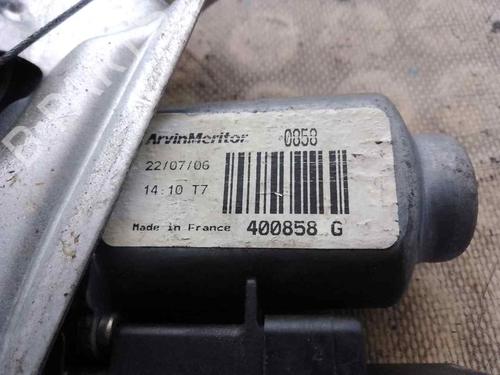 ArvinMeritor 0858
22/07/06
14:10 T7
Made in France 400858 G